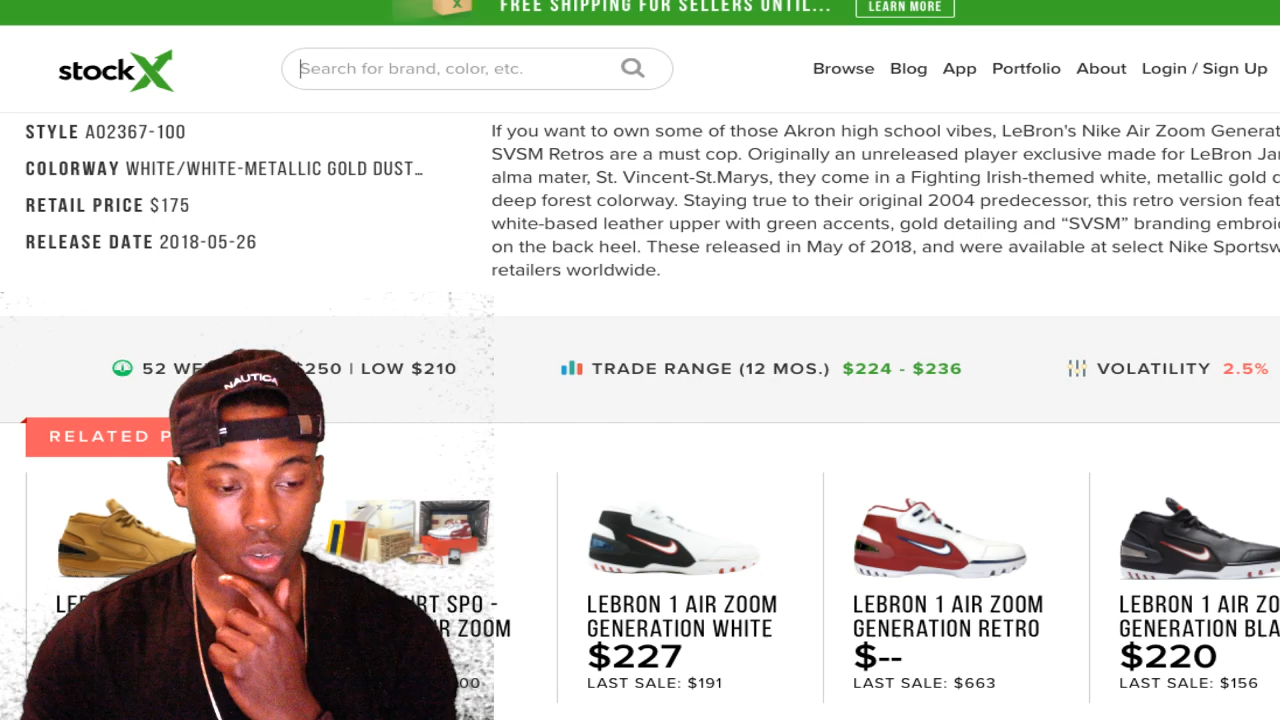 FREE SHIPPING FOR SELLERS UNTIL...
LEARN MORE
stockX
Search for brand, color, etc.
Browse Blog App Portfolio About Login / Sign Up
STYLE AO2367-100
COLORWAY WHITE/WHITE-METALLIC GOLD DUST...
RETAIL PRICE $175
RELEASE DATE 2018-05-26
If you want to own some of those Akron high school vibes, LeBron's Nike Air Zoom Generat
SVSM Retros are a must cop. Originally an unreleased player exclusive made for LeBron Jar
alma mater, St. Vincent-St.Marys, they come in a Fighting Irish-themed white, metallic gold d
deep forest colorway. Staying true to their original 2004 predecessor, this retro version feat
white-based leather upper with green accents, gold detailing and “SVSM” branding embroi
on the back heel. These released in May of 2018, and were available at select Nike Sportsw
retailers worldwide.
52 WE $250 | LOW $210
TRADE RANGE (12 MOS.) $224 - $236
VOLATILITY 2.5%
RELATED P
NAUTICA
LEB
RT SPO -
R ZOOM
00
LEBRON 1 AIR ZOOM
GENERATION WHITE
$227
LAST SALE: $191
LEBRON 1 AIR ZOOM
GENERATION RETRO
$--
LAST SALE: $663
LEBRON 1 AIR ZO
GENERATION BLA
$220
LAST SALE: $156